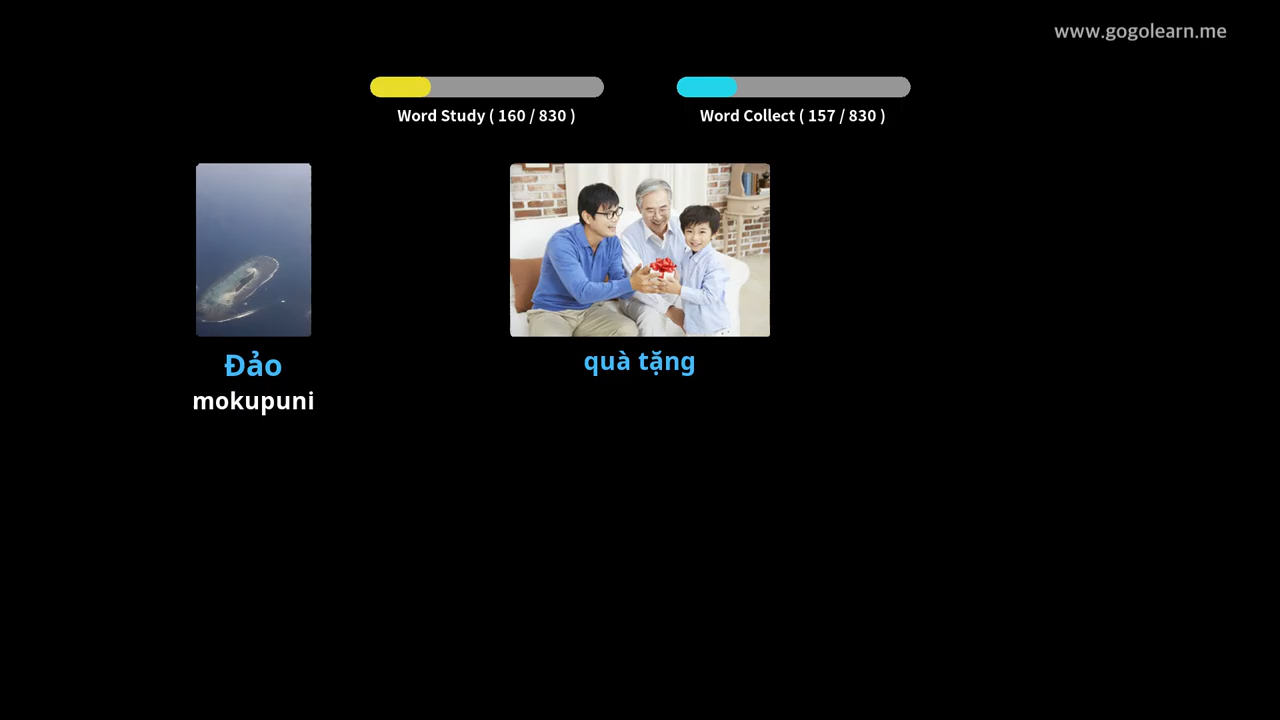 www.gogolearn.me
Word Study ( 160 / 830 )
Word Collect ( 157 / 830 )
Đảo
mokupuni
quà tặng